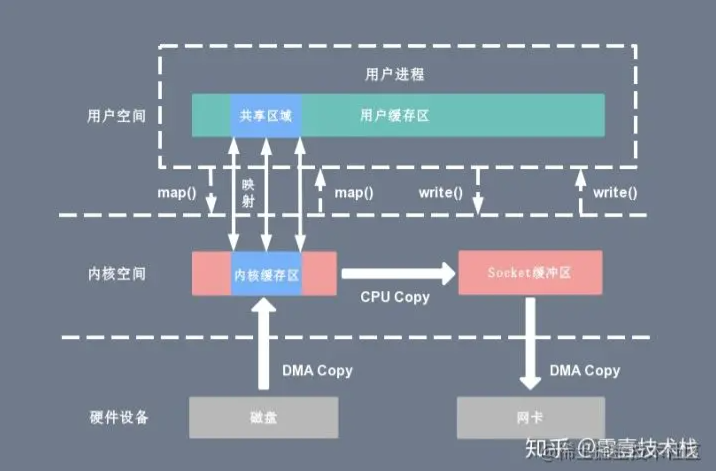 用户进程
用户空间
共享区域
用户缓存区
map()
映
射
map()
write()
write()
内核空间
内核缓存区
CPU Copy
Socket缓冲区
DMA Copy
DMA Copy
硬件设备
磁盘
网卡
知乎 @零壹技术栈